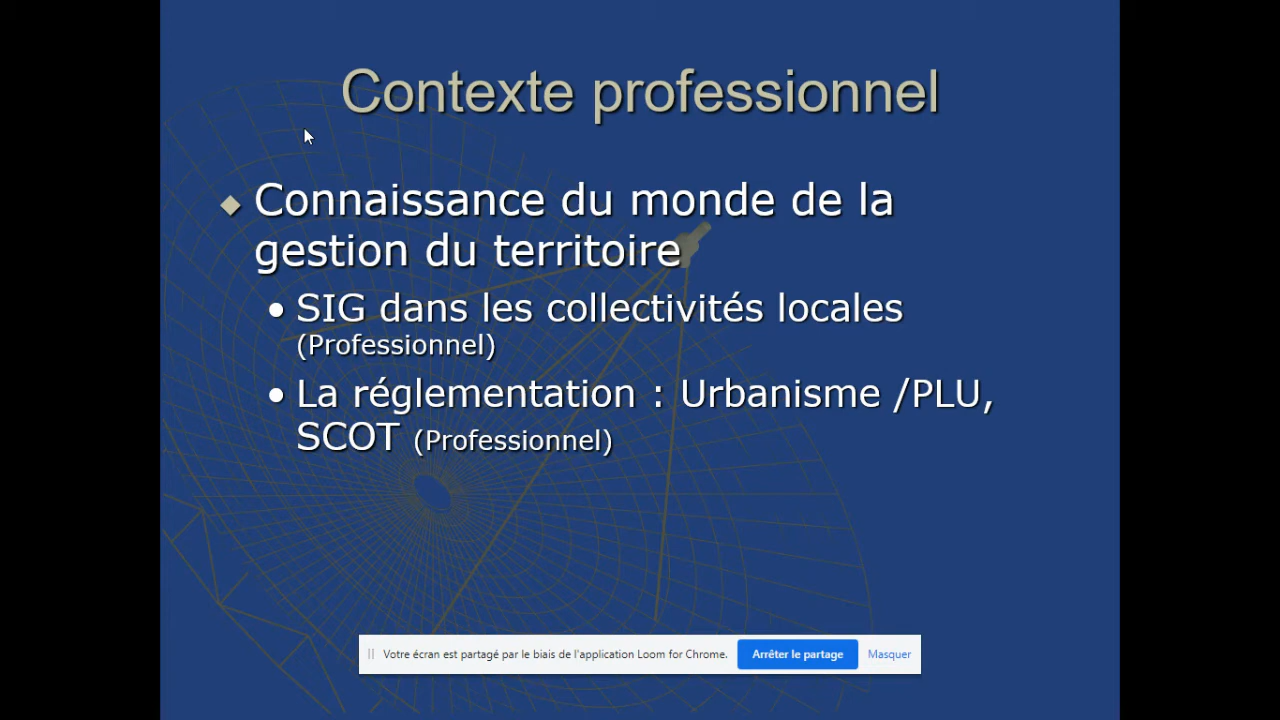 Contexte professionnel
Connaissance du monde de la
gestion du territoire
SIG dans les collectivités locales
(Professionnel)
La réglementation : Urbanisme /PLU,
SCOT (Professionnel)
Votre écran est partagé par le biais de l'application Loom for Chrome. Arrêter le partage Masquer